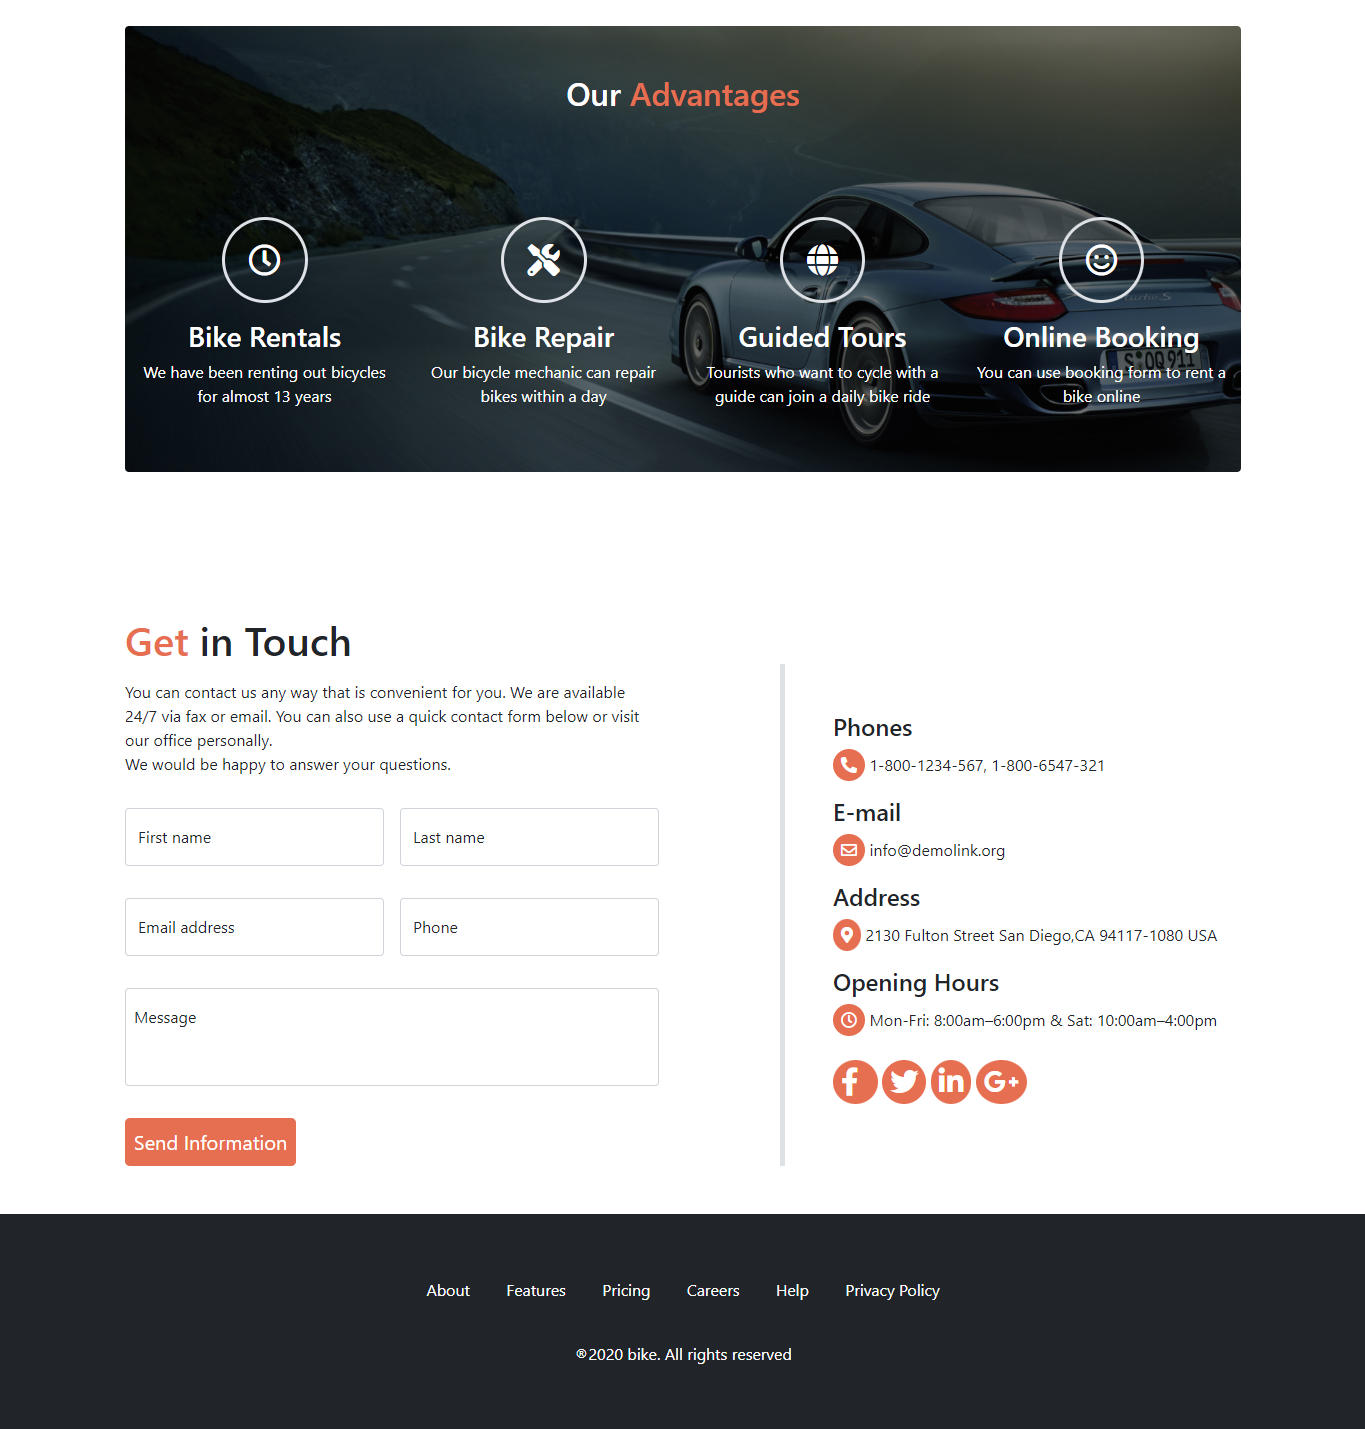 Our Advantages
Bike Rentals
We have been renting out bicycles
for almost 13 years
Bike Repair
Our bicycle mechanic can repair
bikes within a day
Guided Tours
Tourists who want to cycle with a
guide can join a daily bike ride
Online Booking
You can use booking form to rent a
bike online
turbo S
S:OQ 911
Get in Touch
You can contact us any way that is convenient for you. We are available
24/7 via fax or email. You can also use a quick contact form below or visit
our office personally.
We would be happy to answer your questions.
First name
Last name
Email address
Phone
Message
Send Information
Phones
1-800-1234-567, 1-800-6547-321
E-mail
info@demolink.org
Address
2130 Fulton Street San Diego,CA 94117-1080 USA
Opening Hours
Mon-Fri: 8:00am–6:00pm & Sat: 10:00am–4:00pm
About Features Pricing Careers Help Privacy Policy
®2020 bike. All rights reserved